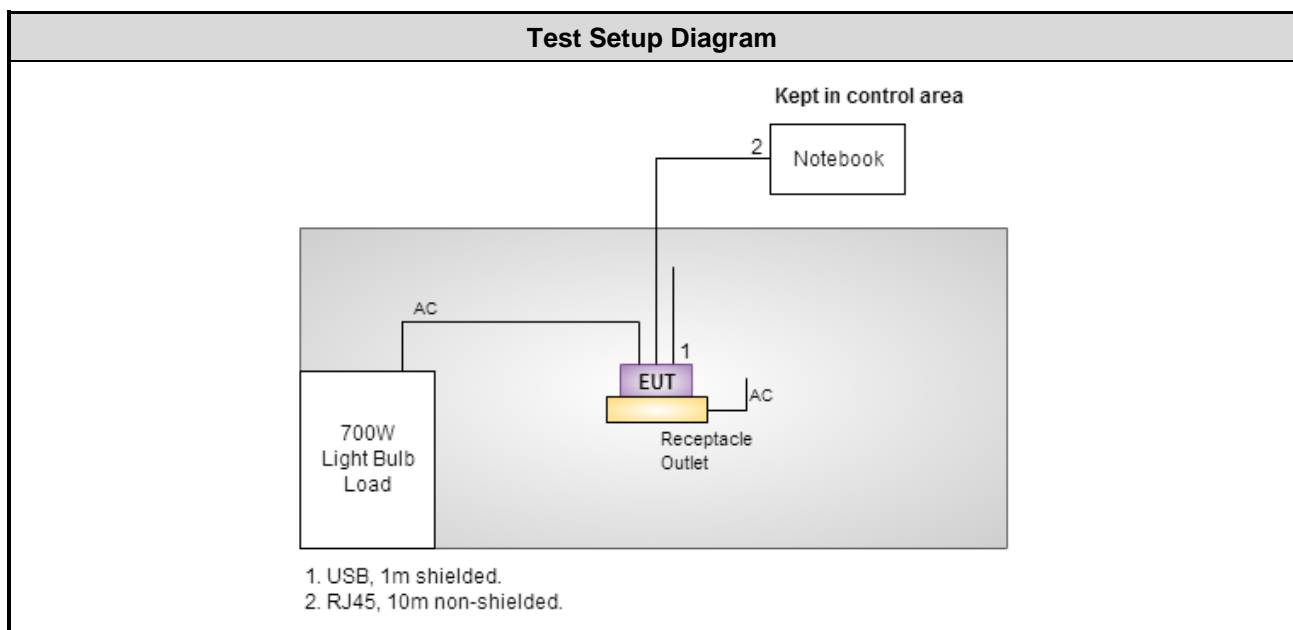 Test Setup Diagram
Kept in control area
2
Notebook
AC
1
EUT
AC
700W
Light Bulb
Load
Receptacle
Outlet
1. USB, 1m shielded.
2. RJ45, 10m non-shielded.